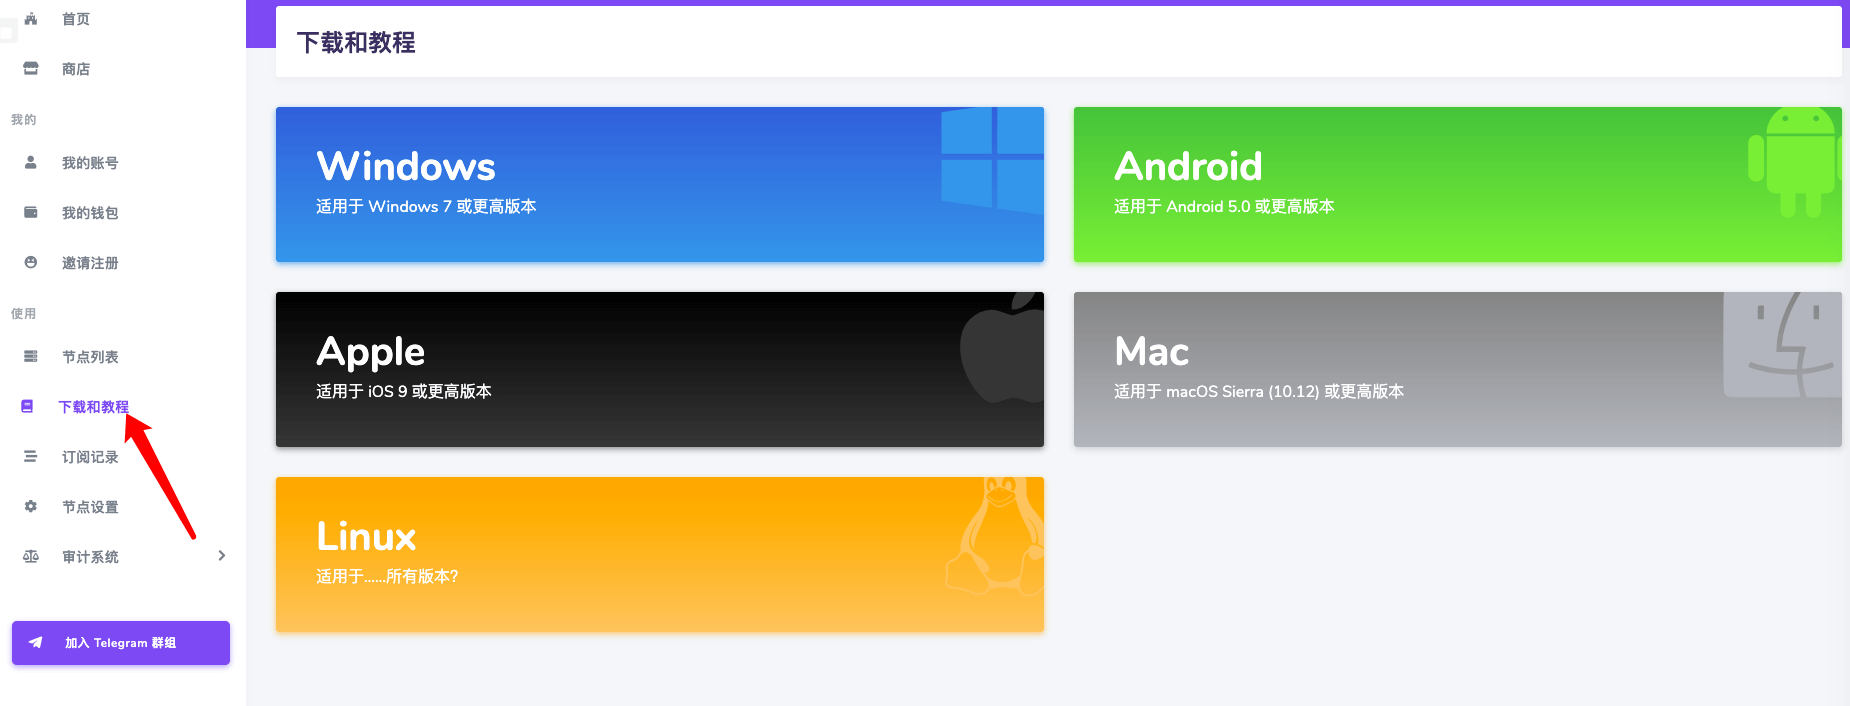 首页
商店
我的
我的账号
我的钱包
邀请注册
使用
节点列表
下载和教程
订阅记录
节点设置
审计系统
加入 Telegram 群组
下载和教程
Windows
适用于 Windows 7 或更高版本
Android
适用于 Android 5.0 或更高版本
Apple
适用于 iOS 9 或更高版本
Mac
适用于 macOS Sierra (10.12) 或更高版本
Linux
适用于......所有版本?